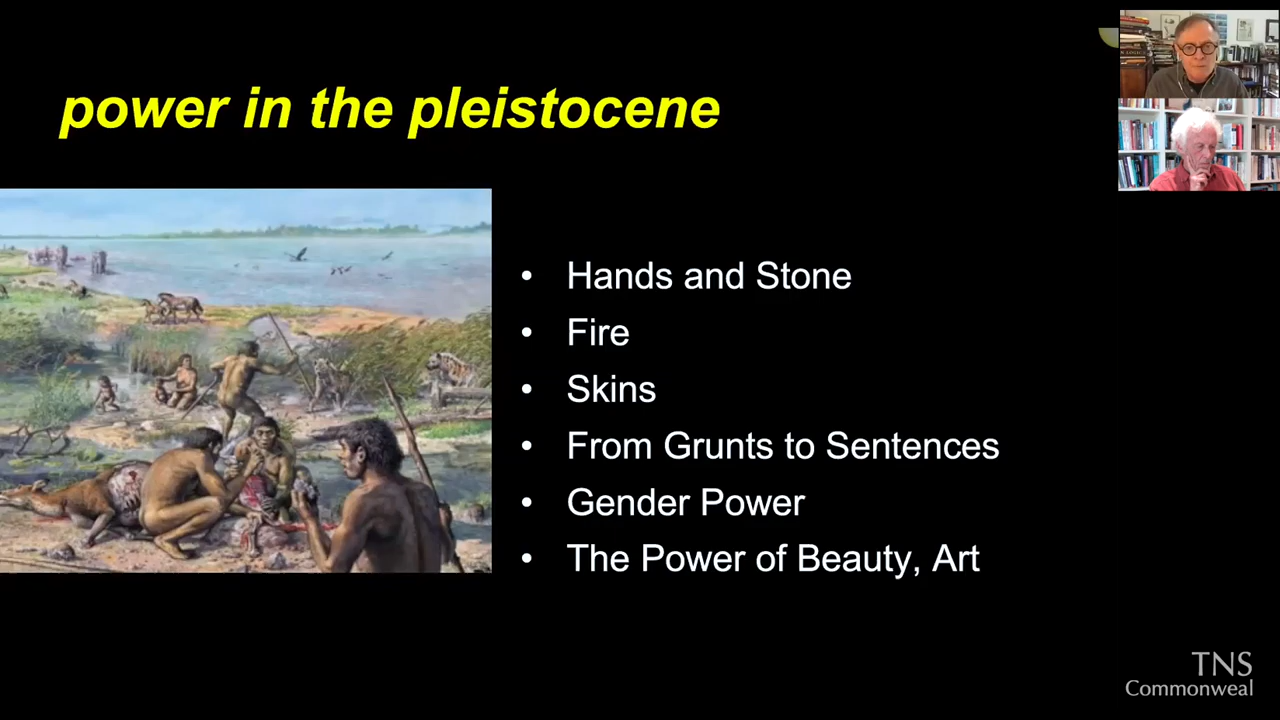 power in the pleistocene
• Hands and Stone
• Fire
• Skins
• From Grunts to Sentences
• Gender Power
• The Power of Beauty, Art
TNS
Commonweal